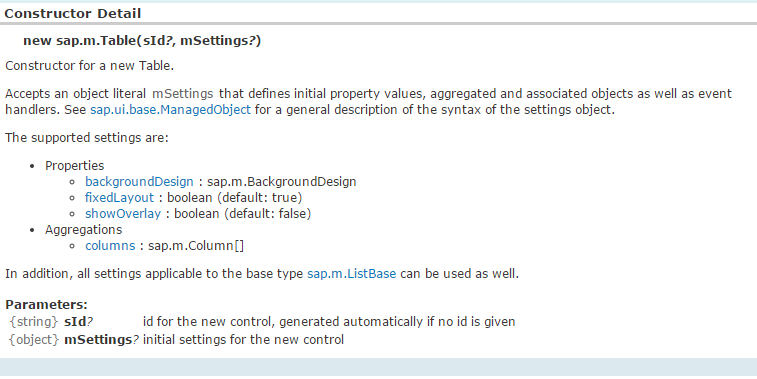 Constructor Detail
new sap.m.Table(sId?, mSettings?)
Constructor for a new Table.
Accepts an object literal mSettings that defines initial property values, aggregated and associated objects as well as event
handlers. See sap.ui.base.ManagedObject for a general description of the syntax of the settings object.
The supported settings are:
• Properties
◦ backgroundDesign : sap.m.BackgroundDesign
◦ fixedLayout : boolean (default: true)
◦ showOverlay : boolean (default: false)
• Aggregations
◦ columns : sap.m.Column[]
In addition, all settings applicable to the base type sap.m.ListBase can be used as well.
Parameters:
{string} sId? id for the new control, generated automatically if no id is given
{object} mSettings? initial settings for the new control